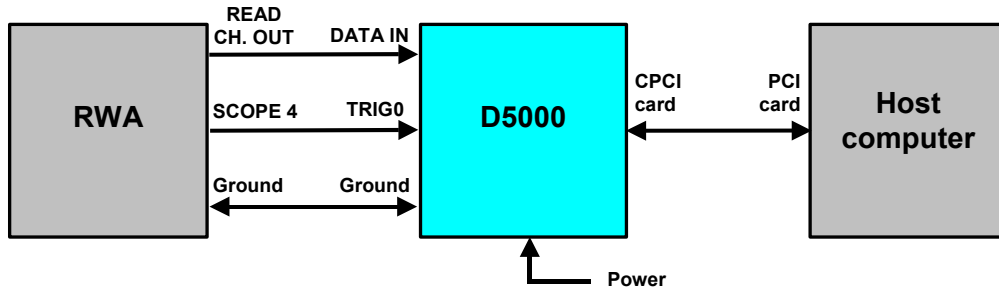 READ
CH. OUT
DATA IN
RWA
SCOPE 4
TRIG0
Ground
Ground
D5000
CPCI
card
PCI
card
Host
computer
Power